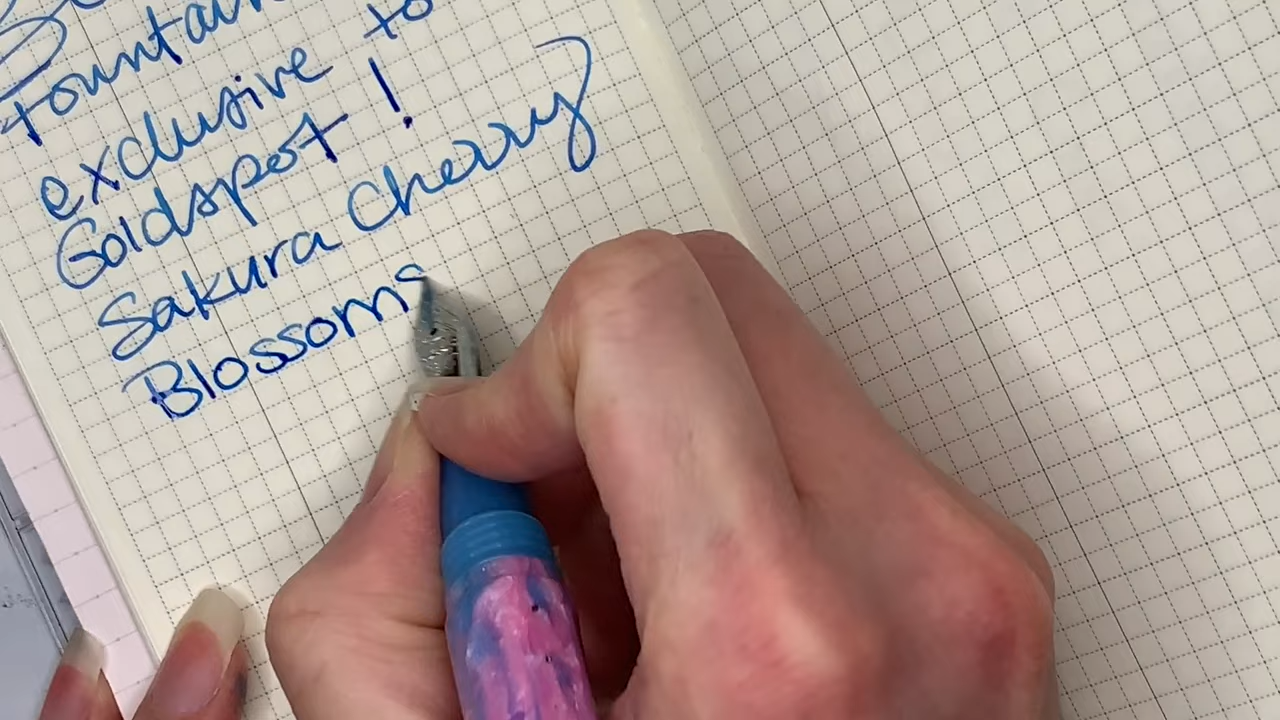 fountain
exclusive to
Goldspot!
Sakura Cherry
Blossoms